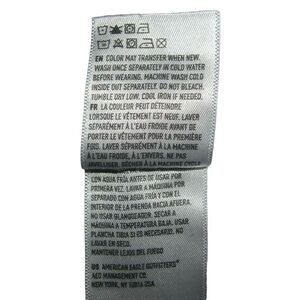 EN COLOR MAY TRANSFER WHEN NEW.
WASH ONCE SEPARATELY IN COLD WATER
BEFORE WEARING. MACHINE WASH COLD
INSIDE OUT SEPARATELY. DO NOT BLEACH.
TUMBLE DRY LOW. COOL IRON IF NEEDED.
FR LA COULEUR PEUT DÉTEINDRE
LORSQUE LE VÊTEMENT EST NEUF. LAVER
SÉPARÉMENT À L'EAU FROIDE AVANT DE
PORTER LE VÊTEMENT POUR LA PREMIÈRE
FOIS. LAVER SÉPARÉMENT À LA MACHINE
À L'EAU FROIDE, À L'ENVERS. NE PAS
JAVELLISER. SÉCHER À MACHINE CYCLE
CON AGUA FRÍA ANTES DE USAR POR
PRIMERA VEZ. LAVAR A MÁQUINA POR
SEPARADO CON AGUA FRÍA Y CON EL
INTERIOR DE LA PRENDA HACIA AFUERA.
NO USAR BLANQUEADOR. SECAR A
MÁQUINA A TEMPERATURA BAJA. USAR
PLANCHA TIBIA SI ES NECESARIO. NO
LAVAR EN SECO.
MANTENER LEJOS DEL FUEGO
US AMERICAN EAGLE OUTFITTERS®
AEO MANAGEMENT CO.
NEW YORK, NY 10016 USA